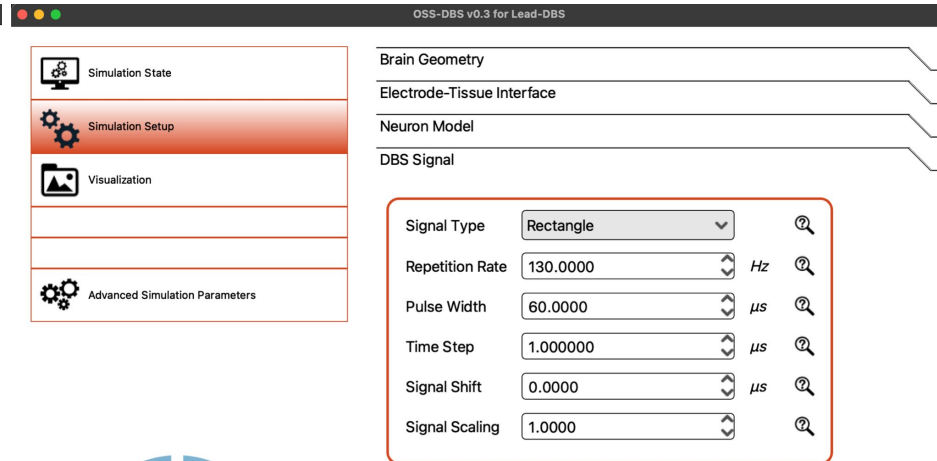 OSS-DBS v0.3 for Lead-DBS
Simulation State
Simulation Setup
Visualization
Advanced Simulation Parameters
Brain Geometry
Electrode-Tissue Interface
Neuron Model
DBS Signal
Signal Type Rectangle
Repetition Rate 130.0000 Hz
Pulse Width 60.0000 µs
Time Step 1.000000 µs
Signal Shift 0.0000 µs
Signal Scaling 1.0000